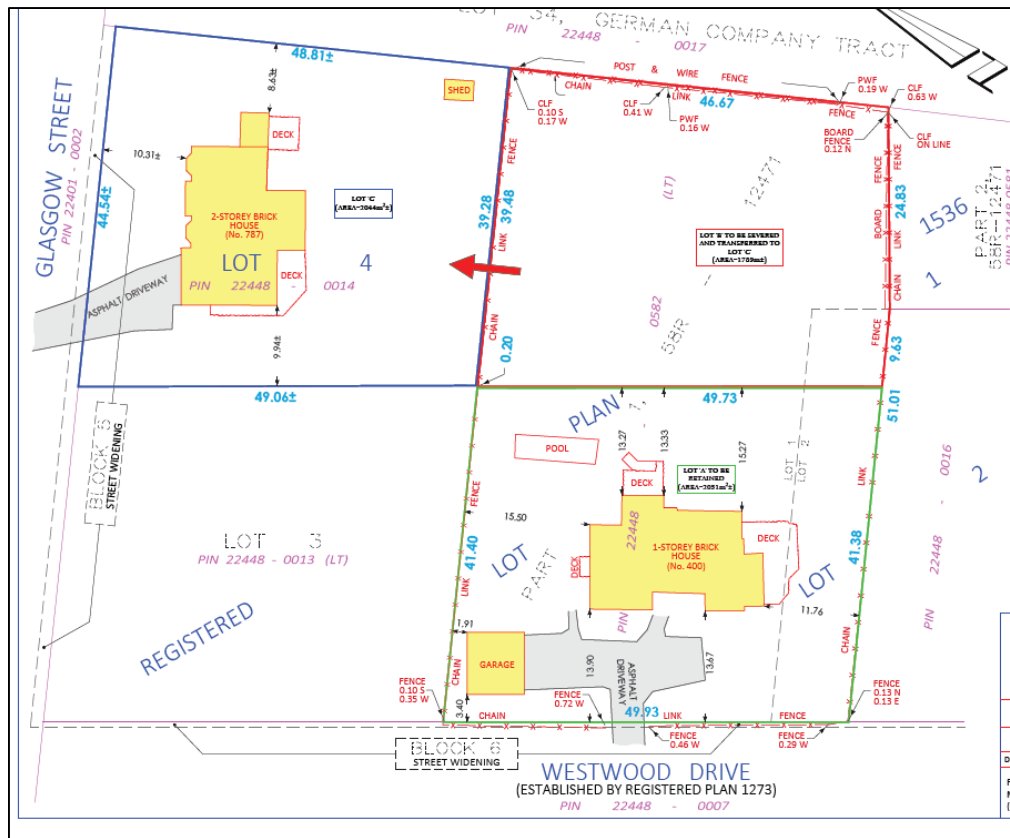 LOT 34, GERMAN COMPANY TRACT
PIN 22448 - 0017
48.81±
8.63±
SHED
DECK
10.31±
GLASGOW STREET
PIN 22401 - 0002
44.54±
2-STOREY BRICK
HOUSE
(No. 787)
LOT 'C'
(AREA=2044m²±)
LOT 4
PIN 22448 - 0014
DECK
ASPHALT DRIVEWAY
9.94±
49.06±
POST & WIRE FENCE
CHAIN LINK FENCE
46.67
CLF
0.10 S
0.17 W
CLF
0.41 W
PWF
0.16 W
PWF
0.19 W
CLF
0.63 W
BOARD
FENCE
0.12 N
CLF
ON LINE
39.28
39.48
CHAIN LINK FENCE
0.20
(LT)
0582
58R - 12471
LOT 'B' TO BE SEVERED
AND TRANSFERRED TO
LOT 'C'
(AREA=1789m²±)
BOARD FENCE
CHAIN LINK FENCE
24.83
FENCE
9.63
51.01
1536
PART 2
58R-12471
PIN 22448-0581
1
49.73
PLAN
1,
POOL
13.27
13.33
15.27
DECK
LOT 'A' TO BE
RETAINED
(AREA=2051m²±)
LOT 1
LOT 2
PIN 22448 - 0016
2
15.50
LOT
PART
DECK
1-STOREY BRICK
HOUSE
(No. 400)
PIN 22448
DECK
LOT
11.76
41.38
CHAIN LINK FENCE
41.40
CHAIN LINK FENCE
BLOCK 5
STREET WIDENING
LOT 3
PIN 22448 - 0013 (LT)
REGISTERED
1.91
GARAGE
3.40
13.90
ASPHALT
DRIVEWAY
13.67
FENCE
0.10 S
0.35 W
FENCE
0.72 W
49.93
FENCE
0.13 N
0.13 E
CHAIN LINK FENCE
FENCE
0.46 W
FENCE
0.29 W
BLOCK 6
STREET WIDENING
WESTWOOD DRIVE
(ESTABLISHED BY REGISTERED PLAN 1273)
PIN 22448 - 0007